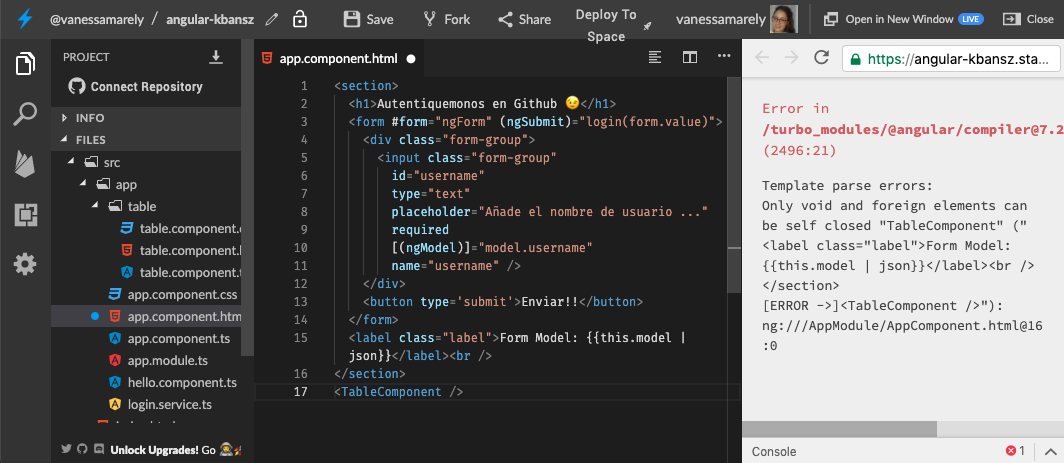 @vanessamarely / angular-kbansz Save Fork Share Deploy To Space vanessamarely Open in New Window LIVE Close
PROJECT
Connect Repository
INFO
FILES
src
app
table
table.component.
table.component.
table.component.
app.component.css
app.component.htm
app.component.ts
app.module.ts
hello.component.ts
login.service.ts
Unlock Upgrades! Go
app.component.html
1 <section>
2 <h1>Autentiquemonos en Github 😉</h1>
3 <form #form="ngForm" (ngSubmit)="login(form.value)">
4 <div class="form-group">
5 <input class="form-group"
6 id="username"
7 type="text"
8 placeholder="Añade el nombre de usuario ..."
9 required
10 [(ngModel)]="model.username"
11 name="username" />
12 </div>
13 <button type='submit'>Enviar!!</button>
14 </form>
15 <label class="label">Form Model: {{this.model |
json}}</label><br />
16 </section>
17 <TableComponent />
https://angular-kbansz.sta...
Error in
/turbo_modules/@angular/compiler@7.2
(2496:21)
Template parse errors:
Only void and foreign elements can
be self closed "TableComponent" ("
<label class="label">Form Model:
{{this.model | json}}</label><br />
</section>
[ERROR ->]<TableComponent />"):
ng:///AppModule/AppComponent.html@16
:0
Console 1